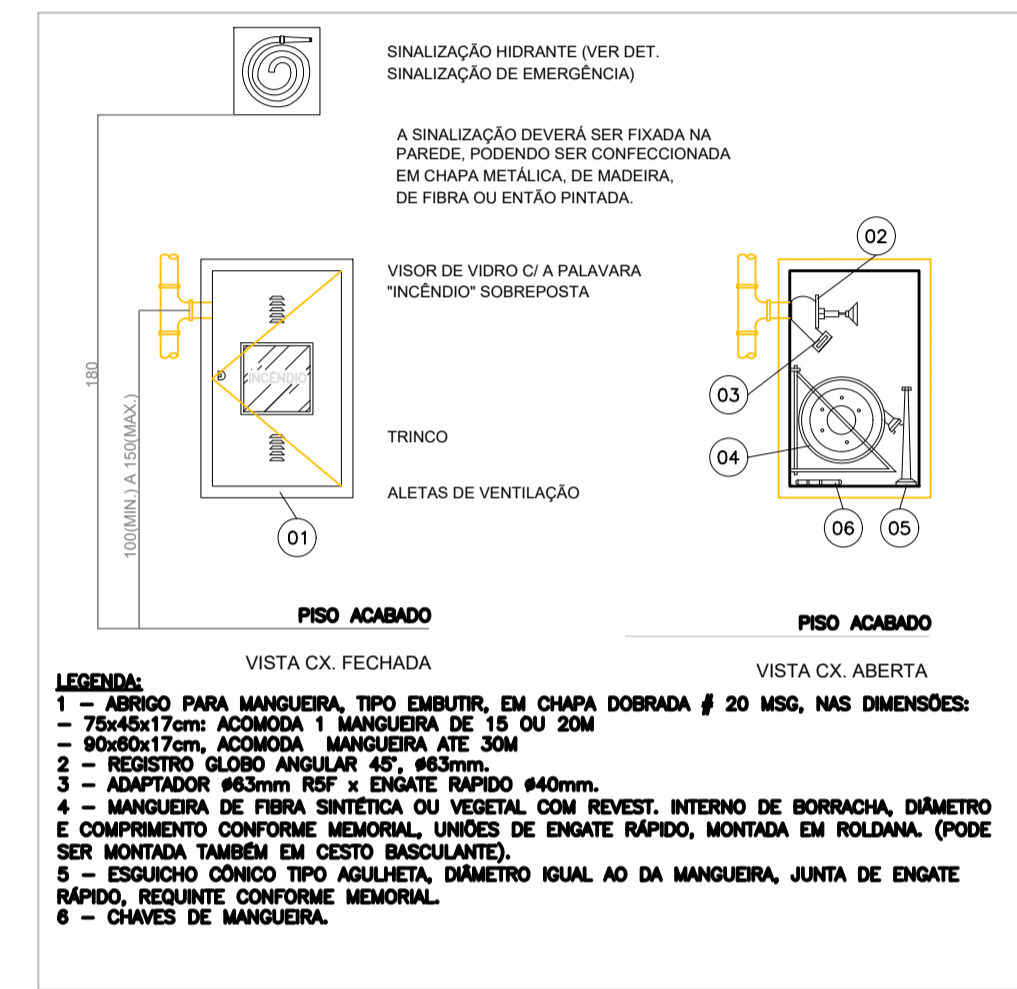 SINALIZAÇÃO HIDRANTE (VER DET.
SINALIZAÇÃO DE EMERGÊNCIA)
A SINALIZAÇÃO DEVERÁ SER FIXADA NA
PAREDE, PODENDO SER CONFECCIONADA
EM CHAPA METÁLICA, DE MADEIRA,
DE FIBRA OU ENTÃO PINTADA.
VISOR DE VIDRO C/ A PALAVARA
"INCÊNDIO" SOBREPOSTA
INCÊNDIO
TRINCO
ALETAS DE VENTILAÇÃO
180
100(MIN.) A 150(MAX.)
01
02
03
04
06
05
PISO ACABADO
PISO ACABADO
VISTA CX. FECHADA
VISTA CX. ABERTA
LEGENDA:
1 – ABRIGO PARA MANGUEIRA, TIPO EMBUTIR, EM CHAPA DOBRADA # 20 MSG, NAS DIMENSÕES:
– 75x45x17cm: ACOMODA 1 MANGUEIRA DE 15 OU 20M
– 90x60x17cm, ACOMODA MANGUEIRA ATE 30M
2 – REGISTRO GLOBO ANGULAR 45°, ø63mm.
3 – ADAPTADOR ø63mm R5F x ENGATE RAPIDO ø40mm.
4 – MANGUEIRA DE FIBRA SINTÉTICA OU VEGETAL COM REVEST. INTERNO DE BORRACHA, DIÂMETRO
E COMPRIMENTO CONFORME MEMORIAL, UNIÕES DE ENGATE RÁPIDO, MONTADA EM ROLDANA. (PODE
SER MONTADA TAMBÉM EM CESTO BASCULANTE).
5 – ESGUICHO CÔNICO TIPO AGULHETA, DIÂMETRO IGUAL AO DA MANGUEIRA, JUNTA DE ENGATE
RÁPIDO, REQUINTE CONFORME MEMORIAL.
6 – CHAVES DE MANGUEIRA.